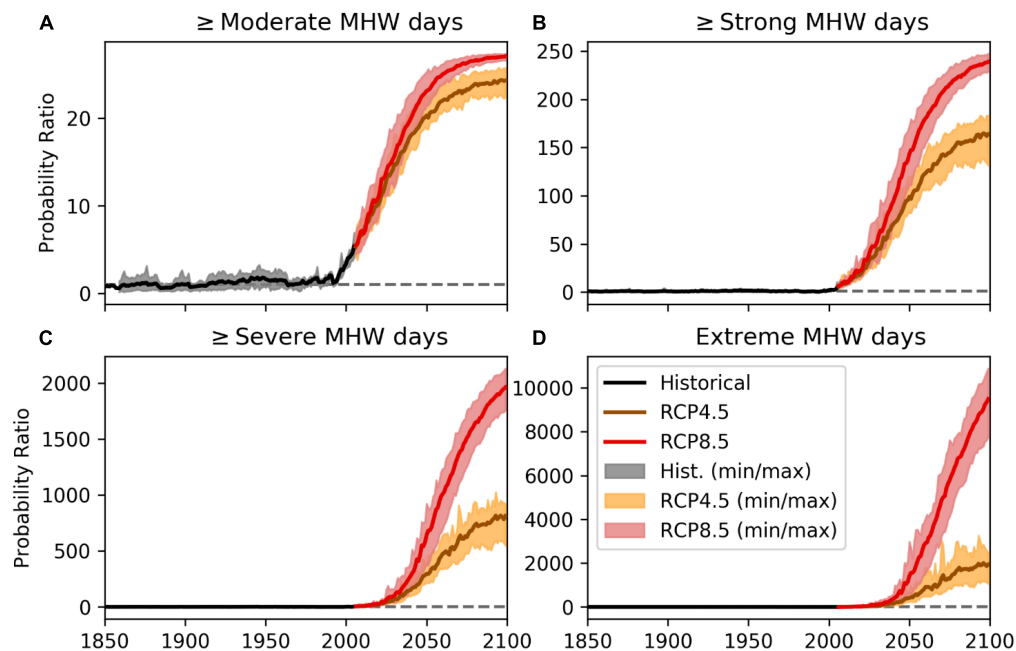 A
≥ Moderate MHW days
Probability Ratio
20
10
0
B
≥ Strong MHW days
250
200
150
100
50
0
C
≥ Severe MHW days
Probability Ratio
2000
1500
1000
500
0
1850 1900 1950 2000 2050 2100
D
Extreme MHW days
10000
8000
6000
4000
2000
0
Historical
RCP4.5
RCP8.5
Hist. (min/max)
RCP4.5 (min/max)
RCP8.5 (min/max)
1850 1900 1950 2000 2050 2100